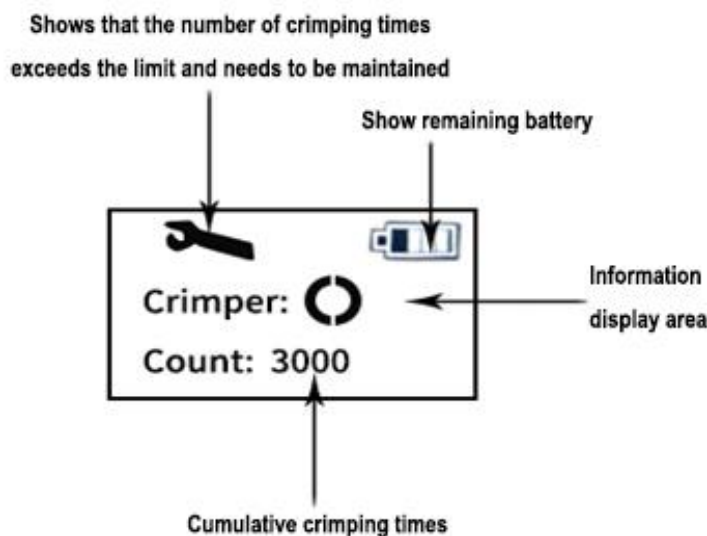 Shows that the number of crimping times
exceeds the limit and needs to be maintained
Show remaining battery
Crimper:
Information
display area
Count: 3000
Cumulative crimping times